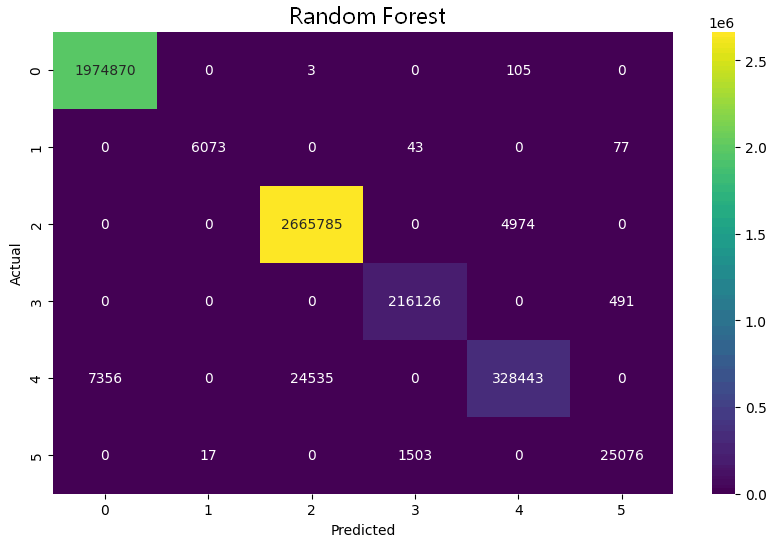 Random Forest
1e6
0 1974870 0 3 0 105 0
1 0 6073 0 43 0 77
2 0 0 2665785 0 4974 0
3 0 0 0 216126 0 491
4 7356 0 24535 0 328443 0
5 0 17 0 1503 0 25076
0 1 2 3 4 5
Actual
Predicted
2.5
2.0
1.5
1.0
0.5
0.0